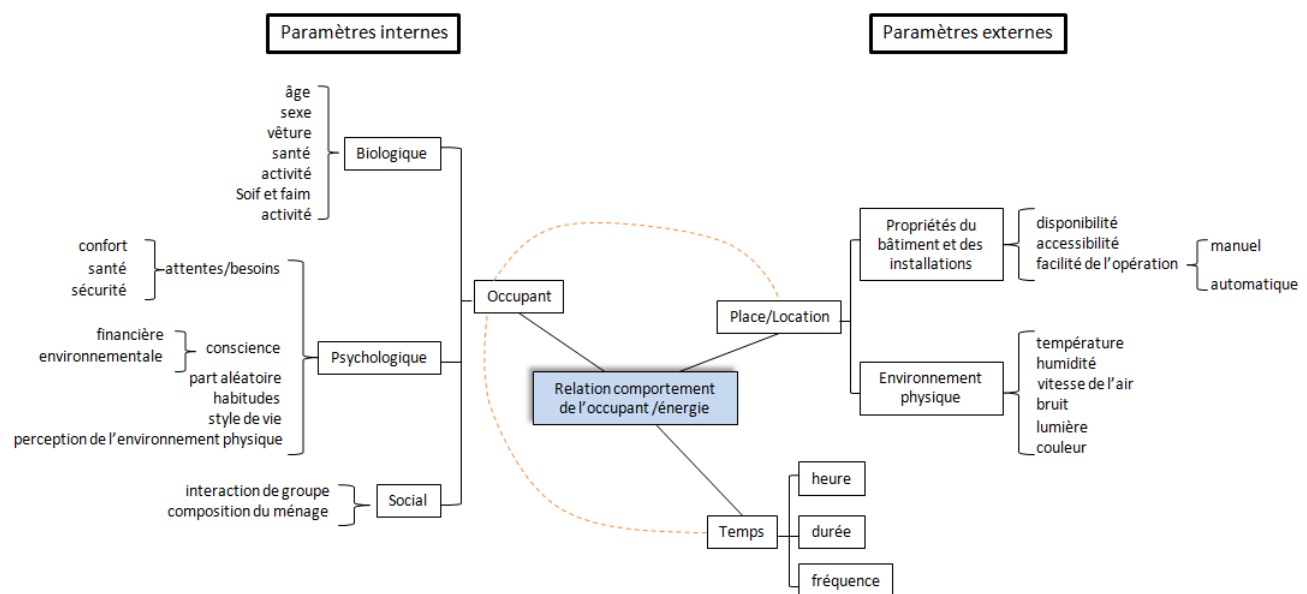 Paramètres internes
Paramètres externes
âge
sexe
vêture
santé
activité
Soif et faim
activité
Biologique
confort
santé
sécurité
attentes/besoins
financière
environnementale
conscience
part aléatoire
habitudes
style de vie
perception de l'environnement physique
Psychologique
interaction de groupe
composition du ménage
Social
Occupant
Relation comportement
de l'occupant /énergie
Place/Location
Propriétés du
bâtiment et des
installations
disponibilité
accessibilité
facilité de l'opération
manuel
automatique
Environnement
physique
température
humidité
vitesse de l'air
bruit
lumière
couleur
Temps
heure
durée
fréquence